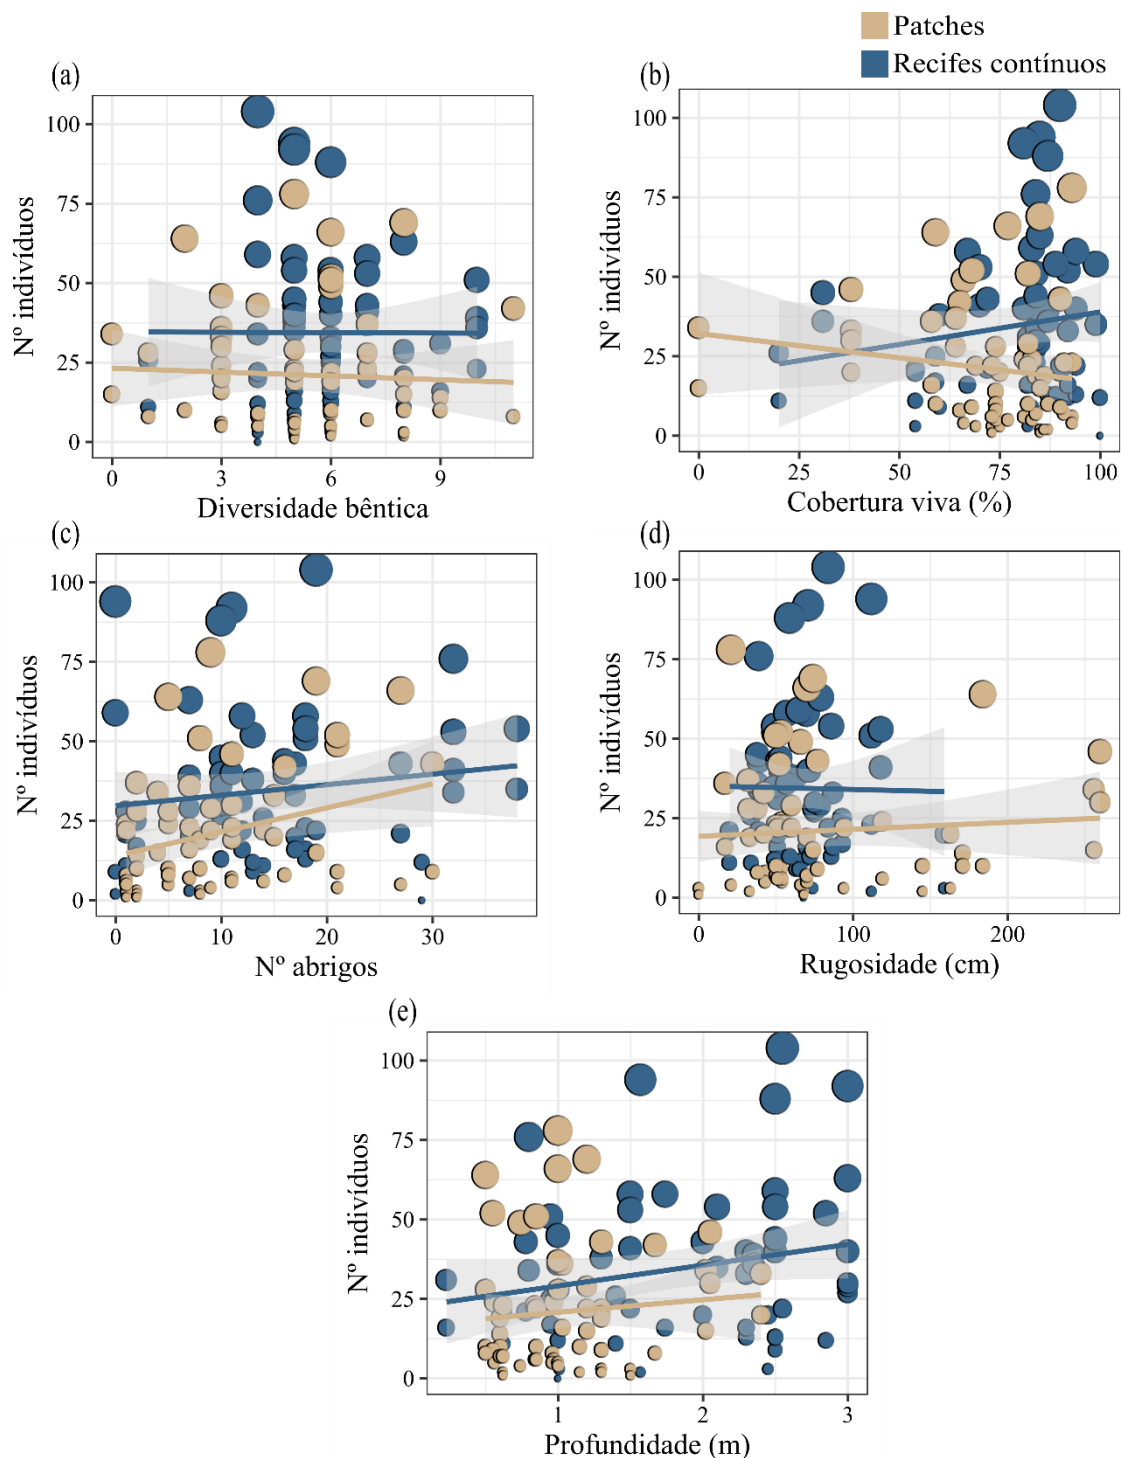 Patches
Recifes contínuos
(a)
Nº indivíduos
100
75
50
25
0
0 3 6 9
Diversidade bêntica
(b)
Nº indivíduos
100
75
50
25
0
0 25 50 75 100
Cobertura viva (%)
(c)
Nº indivíduos
100
75
50
25
0
0 10 20 30
Nº abrigos
(d)
Nº indivíduos
100
75
50
25
0
0 100 200
Rugosidade (cm)
(e)
Nº indivíduos
100
75
50
25
0
1 2 3
Profundidade (m)